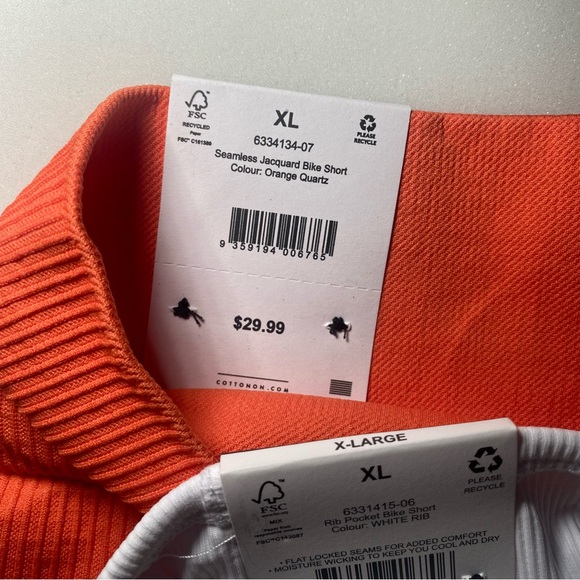 FSC
RECYCLED
Paper
FSC® C181386
XL
6334134-07
Seamless Jacquard Bike Short
Colour: Orange Quartz
PLEASE
RECYCLE
9 359194 006765
$29.99
COTTONON.COM
X-LARGE
XL
FSC
MIX
6331415-06
Rib Pocket Bike Short
Colour: WHITE RIB
PLEASE
RECYCLE
• FLAT LOCKED SEAMS FOR ADDED COMFORT
• MOISTURE WICKING TO KEEP YOU COOL AND DRY